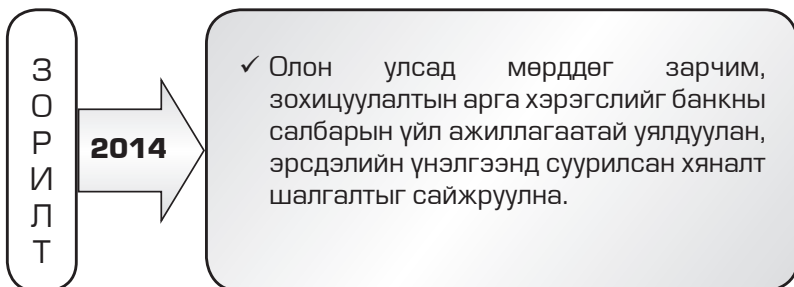 ЗОРИЛТ
2014
✓ Олон улсад мөрддөг зарчим,
зохицуулалтын арга хэрэгслийг банкны
салбарын үйл ажиллагаатай уялдуулан,
эрсдэлийн үнэлгээнд суурилсан хяналт
шалгалтыг сайжруулна.